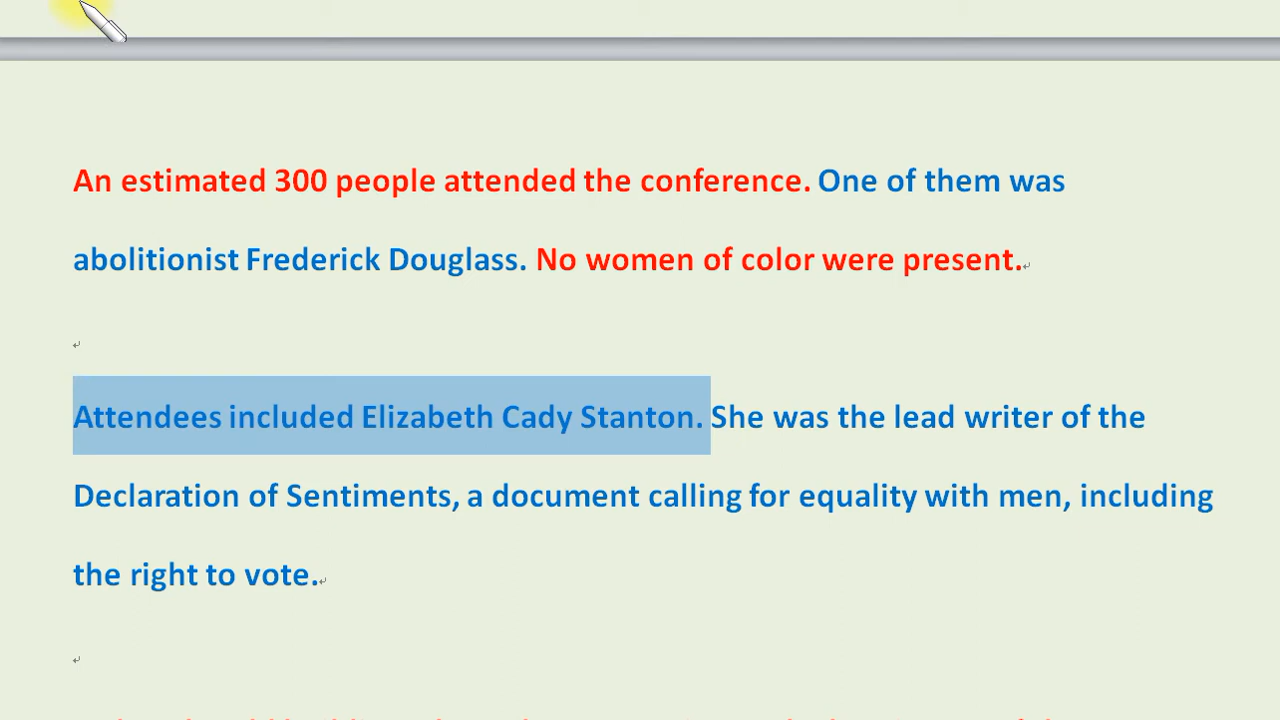 An estimated 300 people attended the conference. One of them was
abolitionist Frederick Douglass. No women of color were present.
Attendees included Elizabeth Cady Stanton. She was the lead writer of the
Declaration of Sentiments, a document calling for equality with men, including
the right to vote.